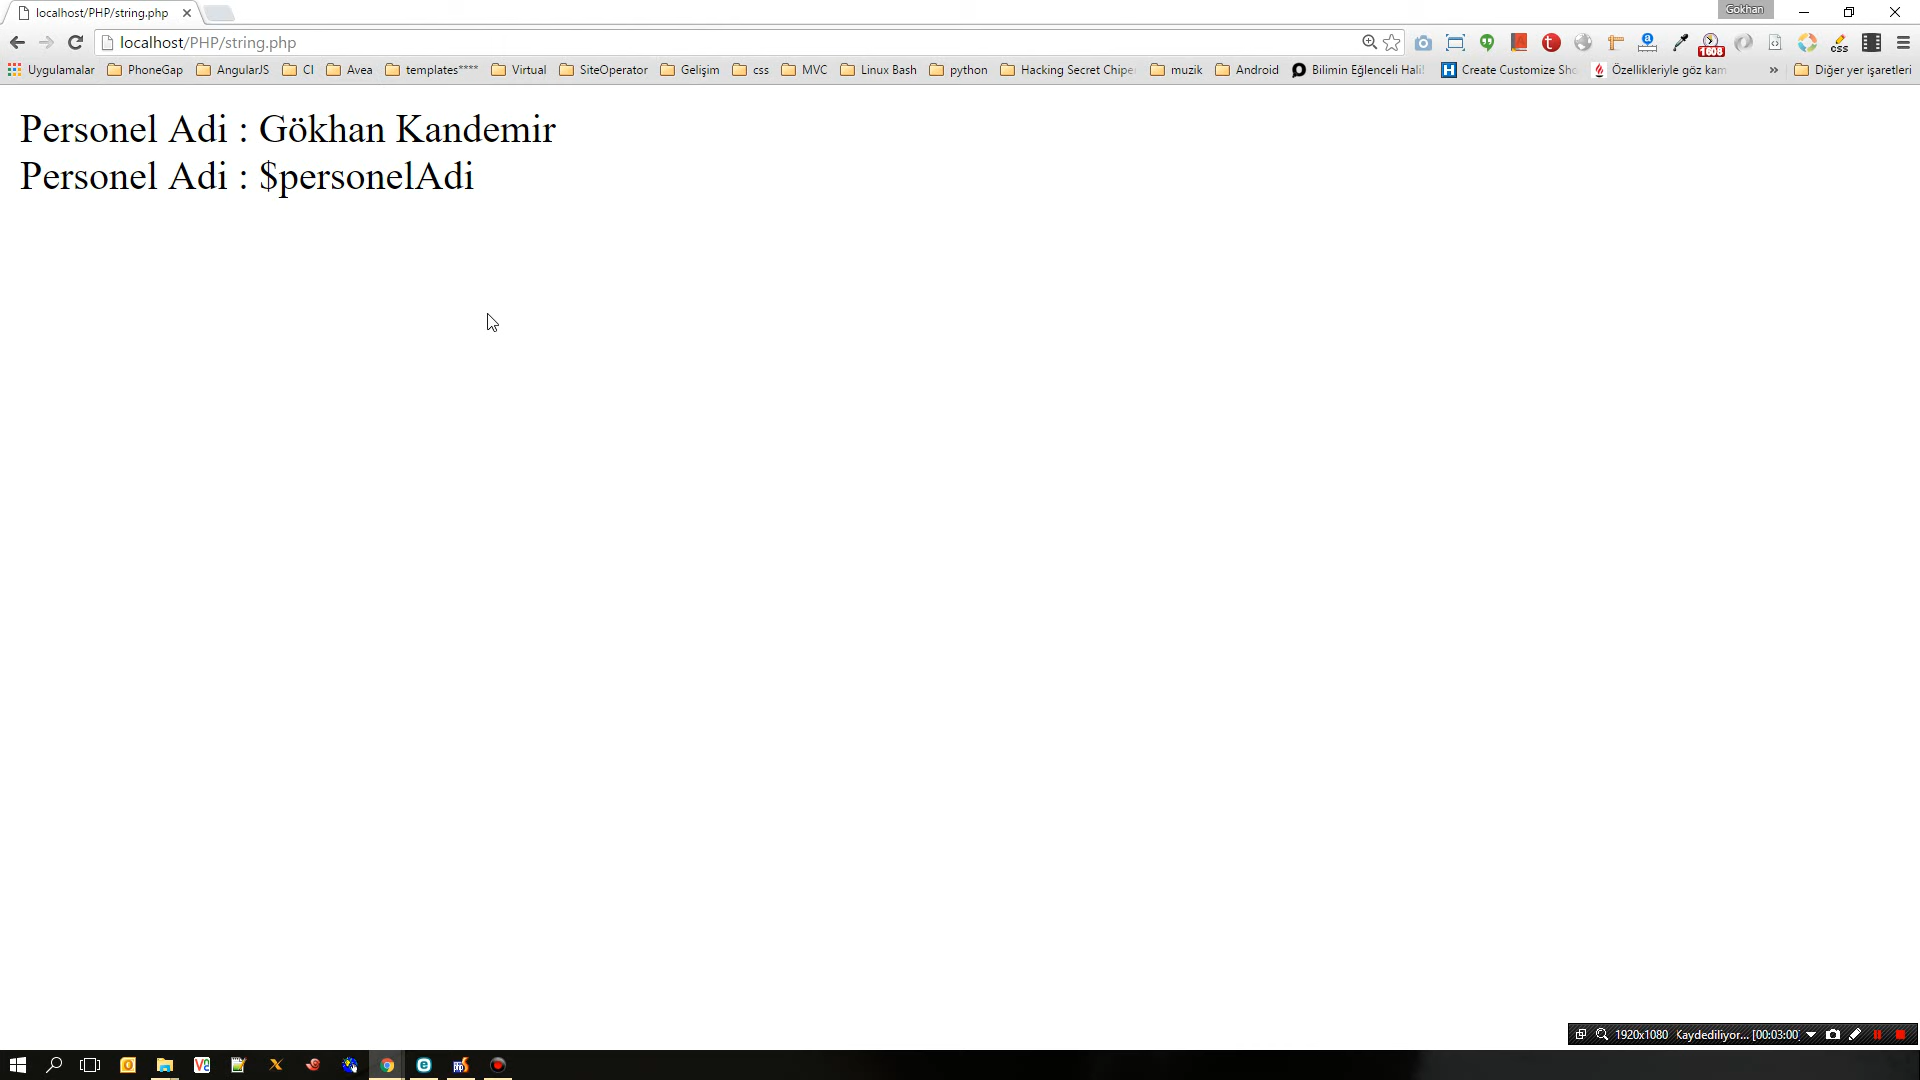 localhost/PHP/string.php
Gökhan
localhost/PHP/string.php
Uygulamalar PhoneGap AngularJS CI Avea templates**** Virtual SiteOperator Gelişim css MVC Linux Bash python Hacking Secret Chipe muzik Android Bilimin Eğlenceli Hali! Create Customize Sho Özellikleriyle göz kam » Diğer yer işaretleri
Personel Adi : Gökhan Kandemir
Personel Adi : $personelAdi
1920x1080 Kaydediliyor... [00:03:00]